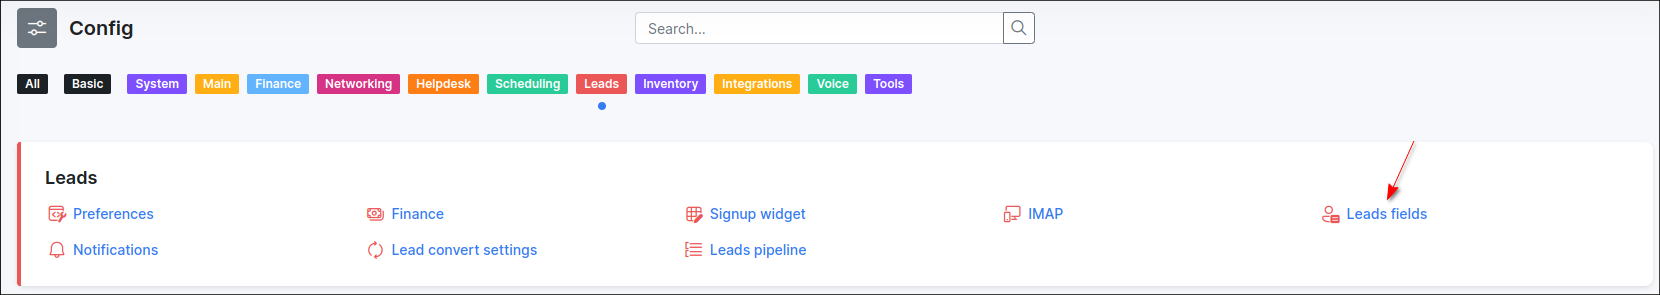 Config
Search...
All Basic System Main Finance Networking Helpdesk Scheduling Leads Inventory Integrations Voice Tools
Leads
Preferences Finance Signup widget IMAP Leads fields
Notifications Lead convert settings Leads pipeline